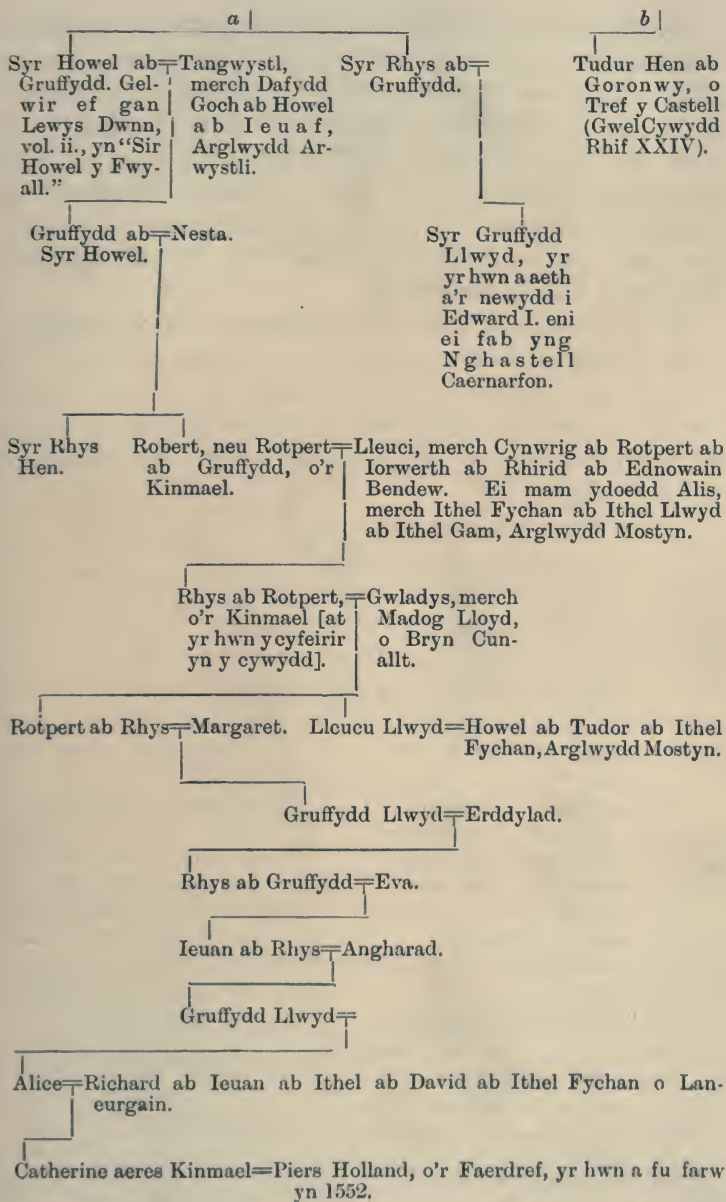 a | b |
Syr Howel ab=Tangwystl,
Gruffydd. Gel-
wir ef gan
Lewys Dwnn,
vol. ii., yn “Sir
Howel y Fwy-
all.”
merch Dafydd
Goch ab Howel
ab Ieuaf,
Arglwydd Ar-
wystli.
Syr Rhys ab=
Gruffydd.
Tudur Hen ab
Goronwy, o
Tref y Castell
(Gwel Cywydd
Rhif XXIV).
Gruffydd ab=Nesta.
Syr Howel.
Syr Gruffydd
Llwyd, yr
yr hwn a aeth
a'r newydd i
Edward I. eni
ei fab yng
Nghastell
Caernarfon.
Syr Rhys
Hen.
Robert, neu Rotpert=Lleuci, merch Cynwrig ab Rotpert ab
ab Gruffydd, o'r
Kinmael.
Iorwerth ab Rhirid ab Ednowain
Bendew. Ei mam ydoedd Alis,
merch Ithel Fychan ab Ithel Llwyd
ab Ithel Gam, Arglwydd Mostyn.
Rhys ab Rotpert,=Gwladys, merch
o'r Kinmael [at
yr hwn y cyfeirir
yn y cywydd].
Madog Lloyd,
o Bryn Cun-
allt.
Rotpert ab Rhys=Margaret. Lleucu Llwyd=Howel ab Tudor ab Ithel
Fychan, Arglwydd Mostyn.
Gruffydd Llwyd=Erddylad.
Rhys ab Gruffydd=Eva.
Ieuan ab Rhys=Angharad.
Gruffydd Llwyd=
Alice=Richard ab Ieuan ab Ithel ab David ab Ithel Fychan o Lan-
eurgain.
Catherine aeres Kinmael=Piers Holland, o'r Faerdref, yr hwn a fu farw
yn 1552.